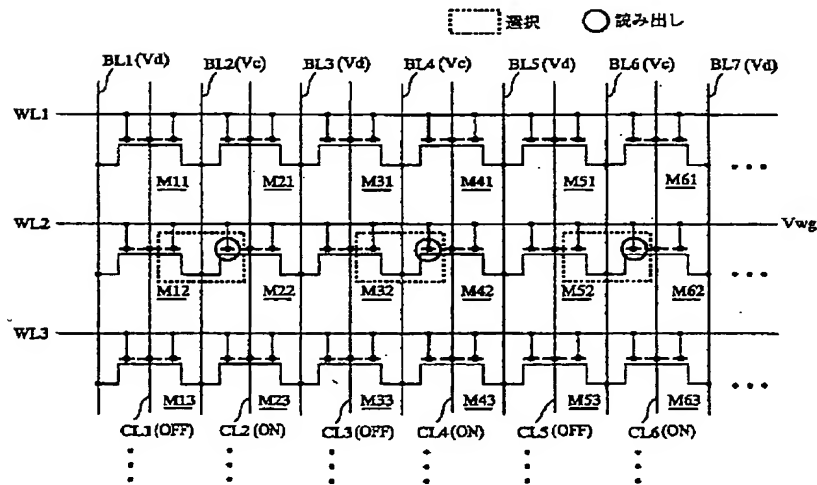 選択 読み出し
BL1(Vd) BL2(Vc) BL3(Vd) BL4(Vc) BL5(Vd) BL6(Vc) BL7(Vd)
WL1
M11 M21 M31 M41 M51 M61
WL2 Vwg
M12 M22 M32 M42 M52 M62
WL3
M13 M23 M33 M43 M53 M63
CL1(OFF) CL2(ON) CL3(OFF) CL4(ON) CL5(OFF) CL6(ON)